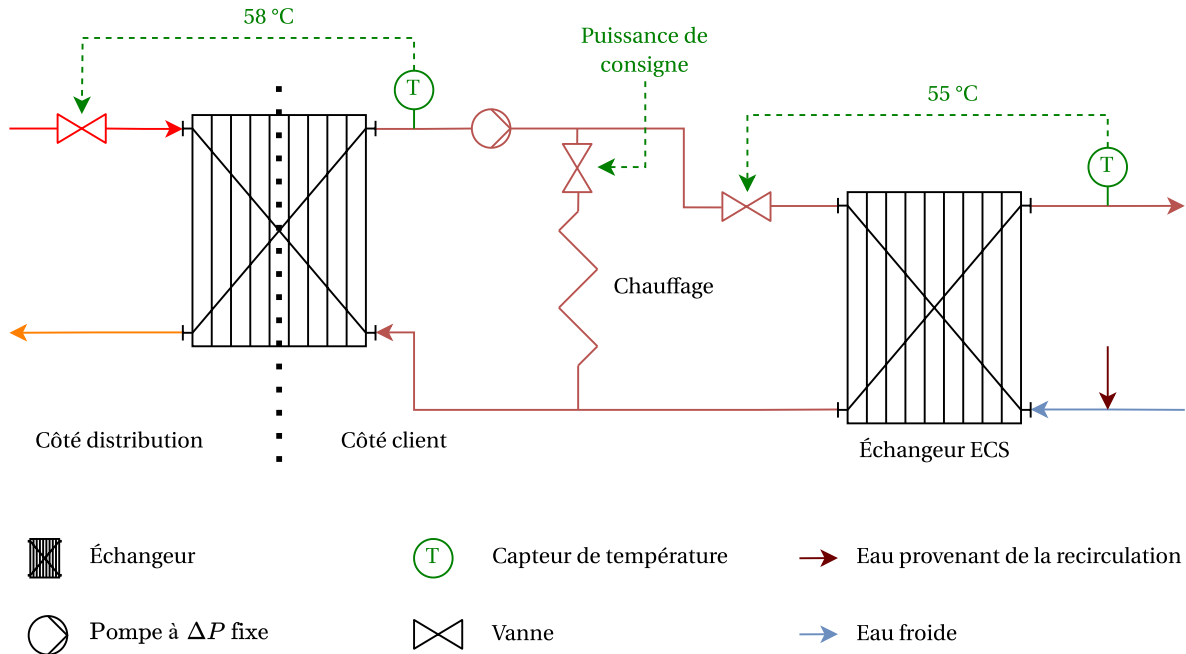 58 °C
Puissance de
consigne
T
55 °C
T
Chauffage
Côté distribution
Côté client
Échangeur ECS
Échangeur
T
Capteur de température
Eau provenant de la recirculation
Pompe à ΔP fixe
Vanne
Eau froide